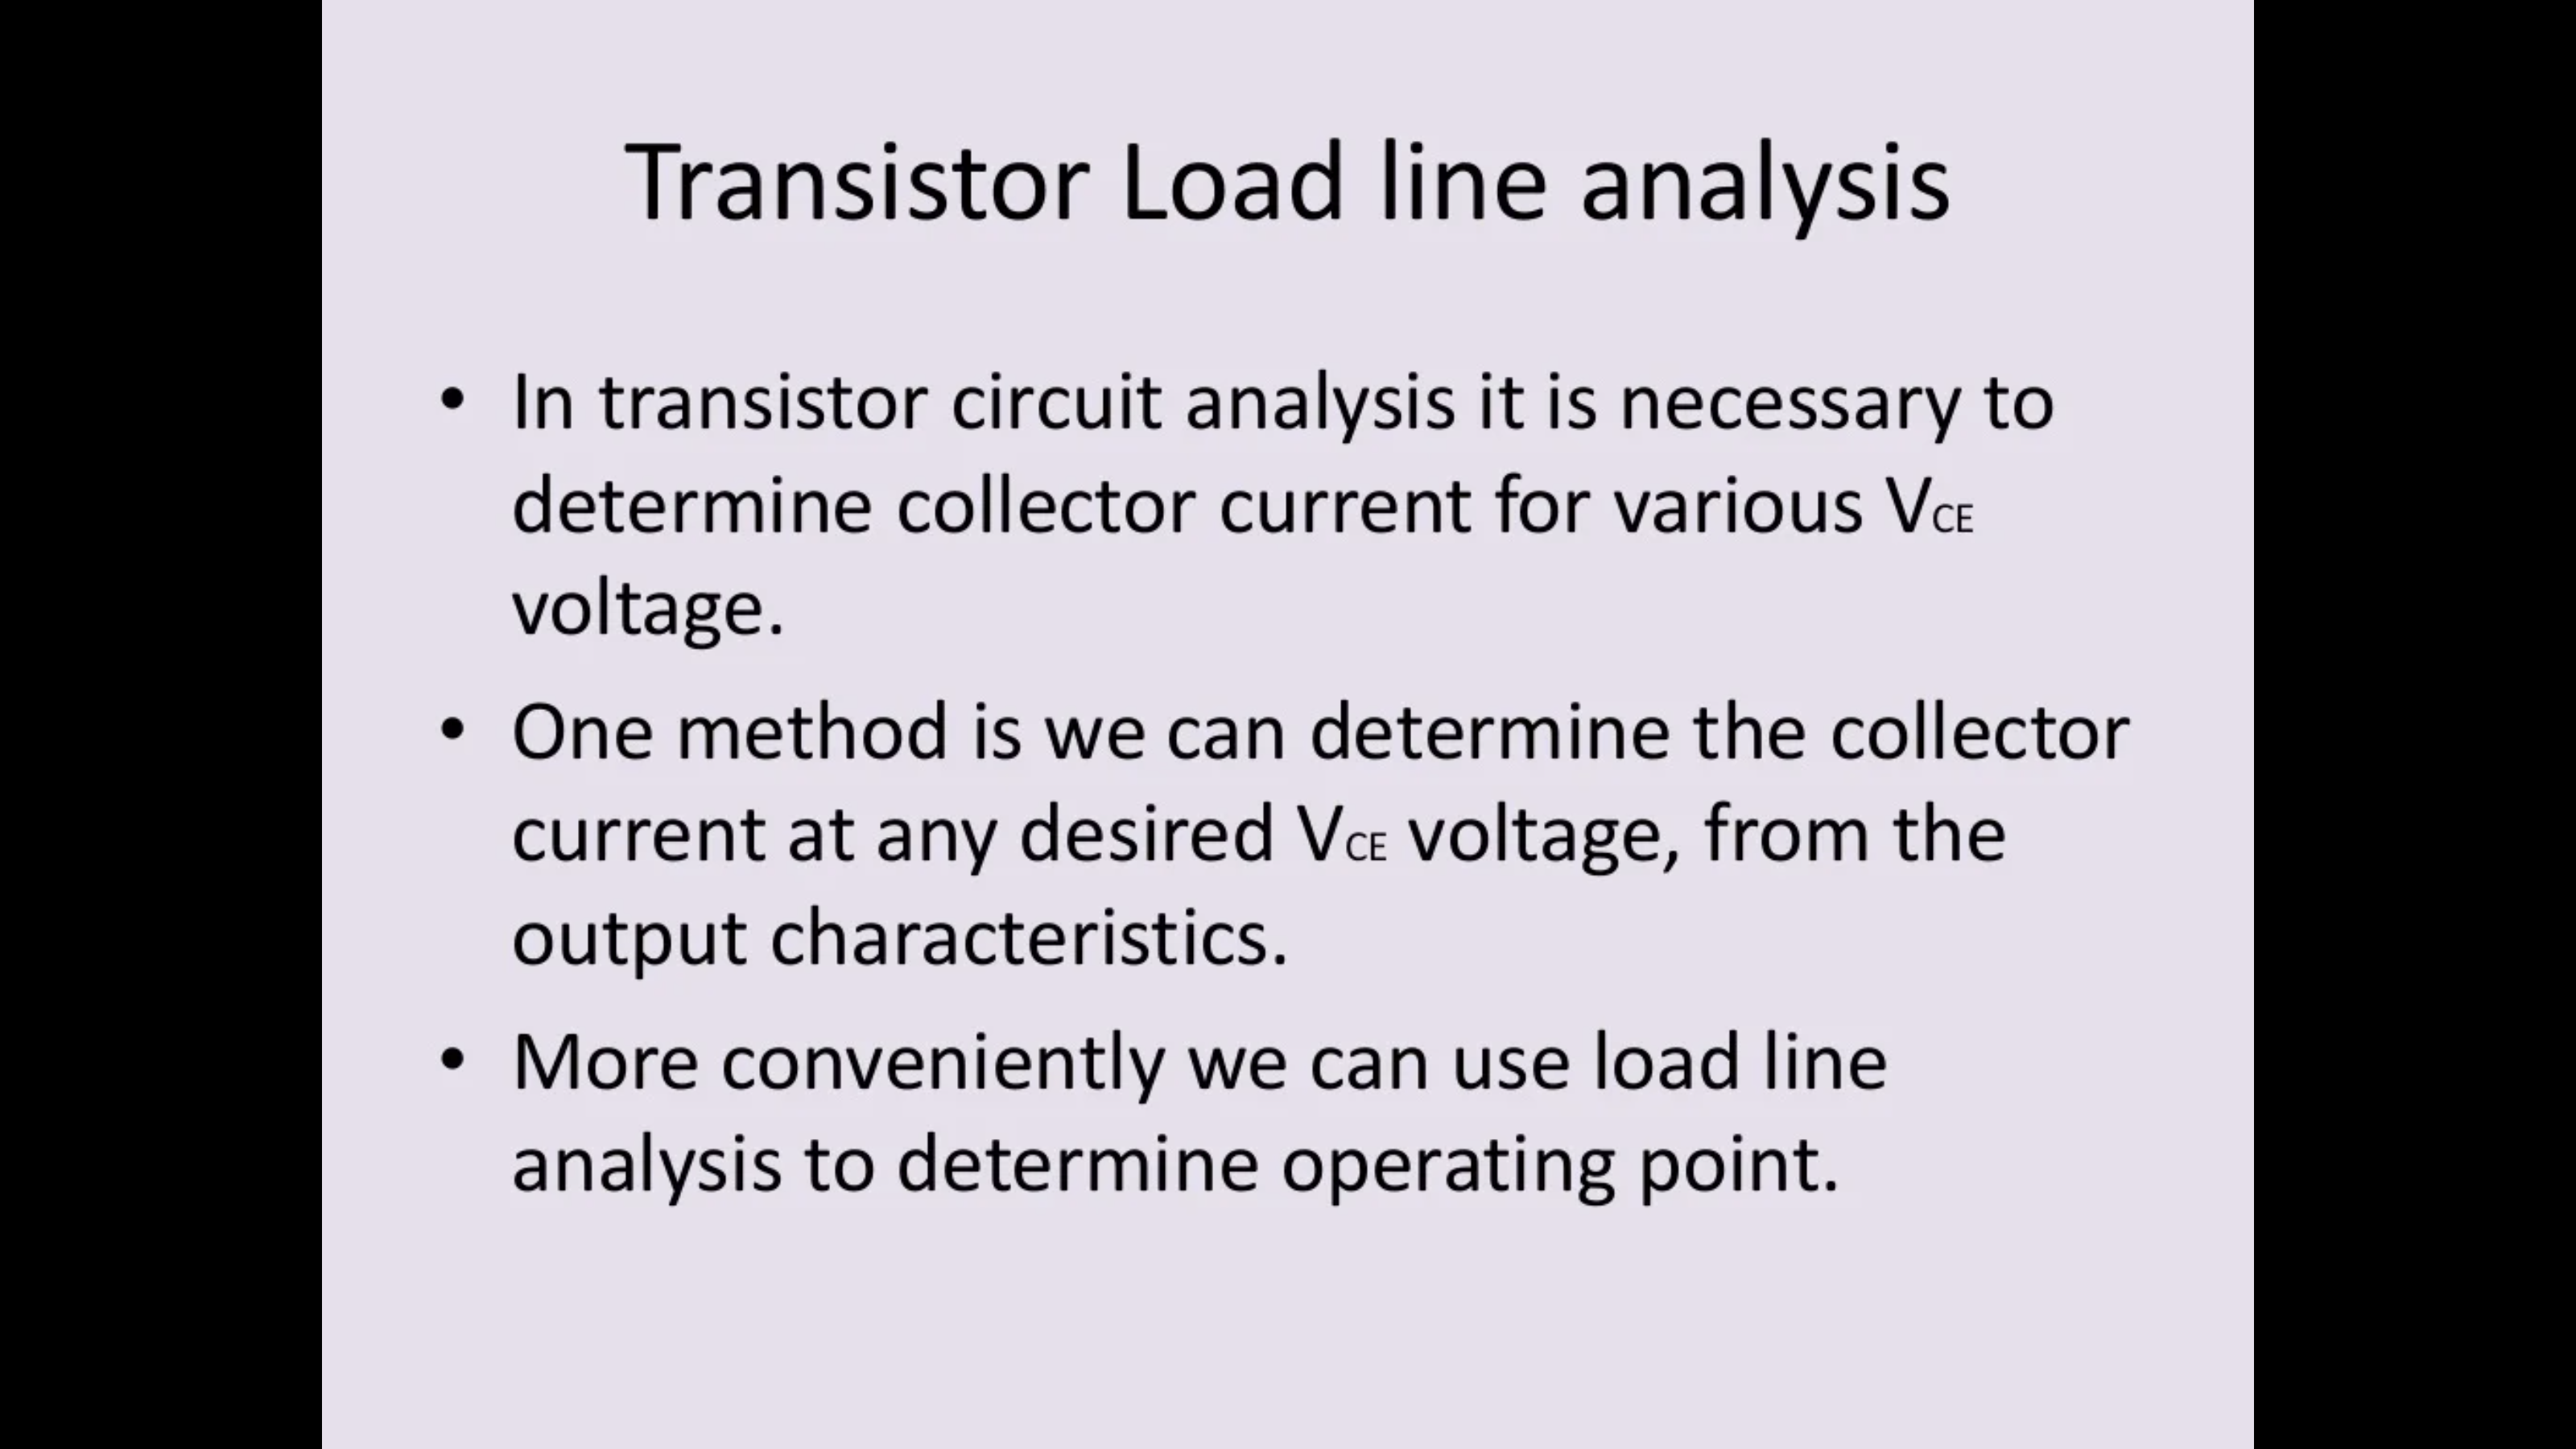 Transistor Load line analysis
• In transistor circuit analysis it is necessary to
determine collector current for various VCE
voltage.
• One method is we can determine the collector
current at any desired VCE voltage, from the
output characteristics.
• More conveniently we can use load line
analysis to determine operating point.